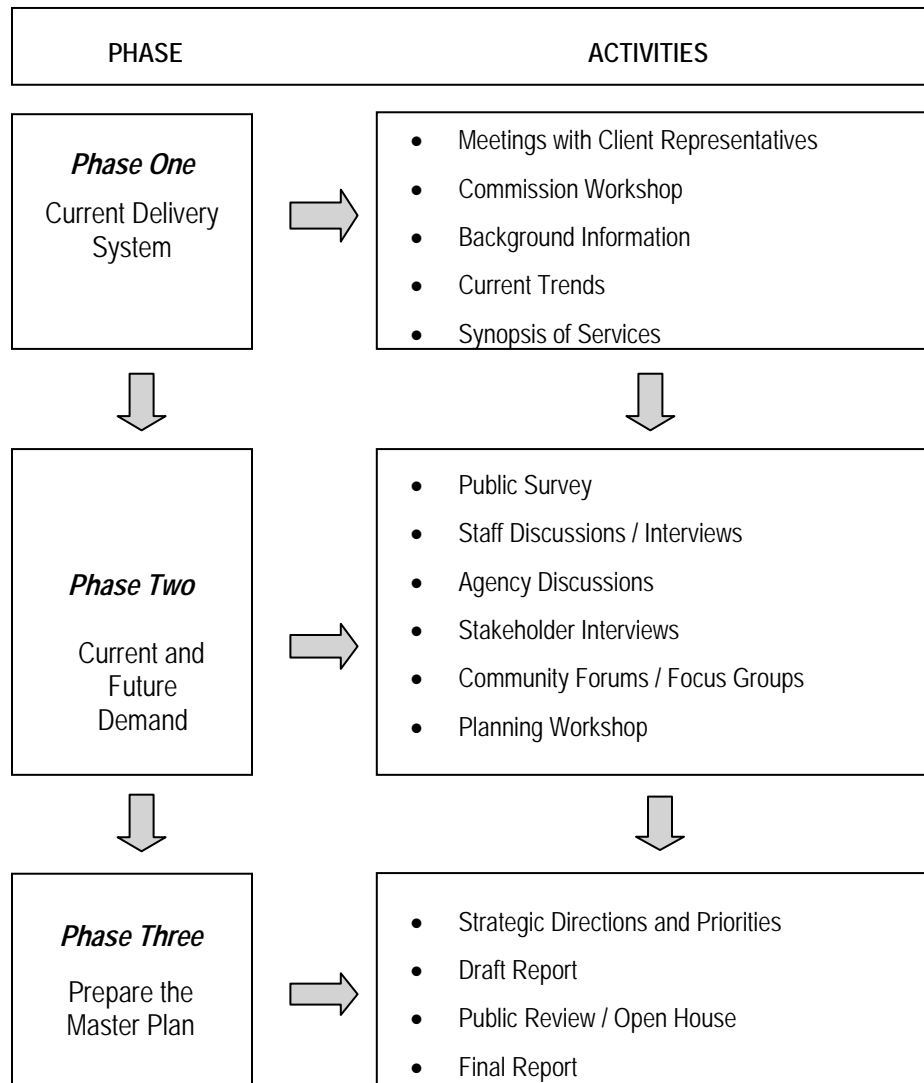 PHASE
ACTIVITIES
Phase One
Current Delivery
System
• Meetings with Client Representatives
• Commission Workshop
• Background Information
• Current Trends
• Synopsis of Services
Phase Two
Current and
Future
Demand
• Public Survey
• Staff Discussions / Interviews
• Agency Discussions
• Stakeholder Interviews
• Community Forums / Focus Groups
• Planning Workshop
Phase Three
Prepare the
Master Plan
• Strategic Directions and Priorities
• Draft Report
• Public Review / Open House
• Final Report